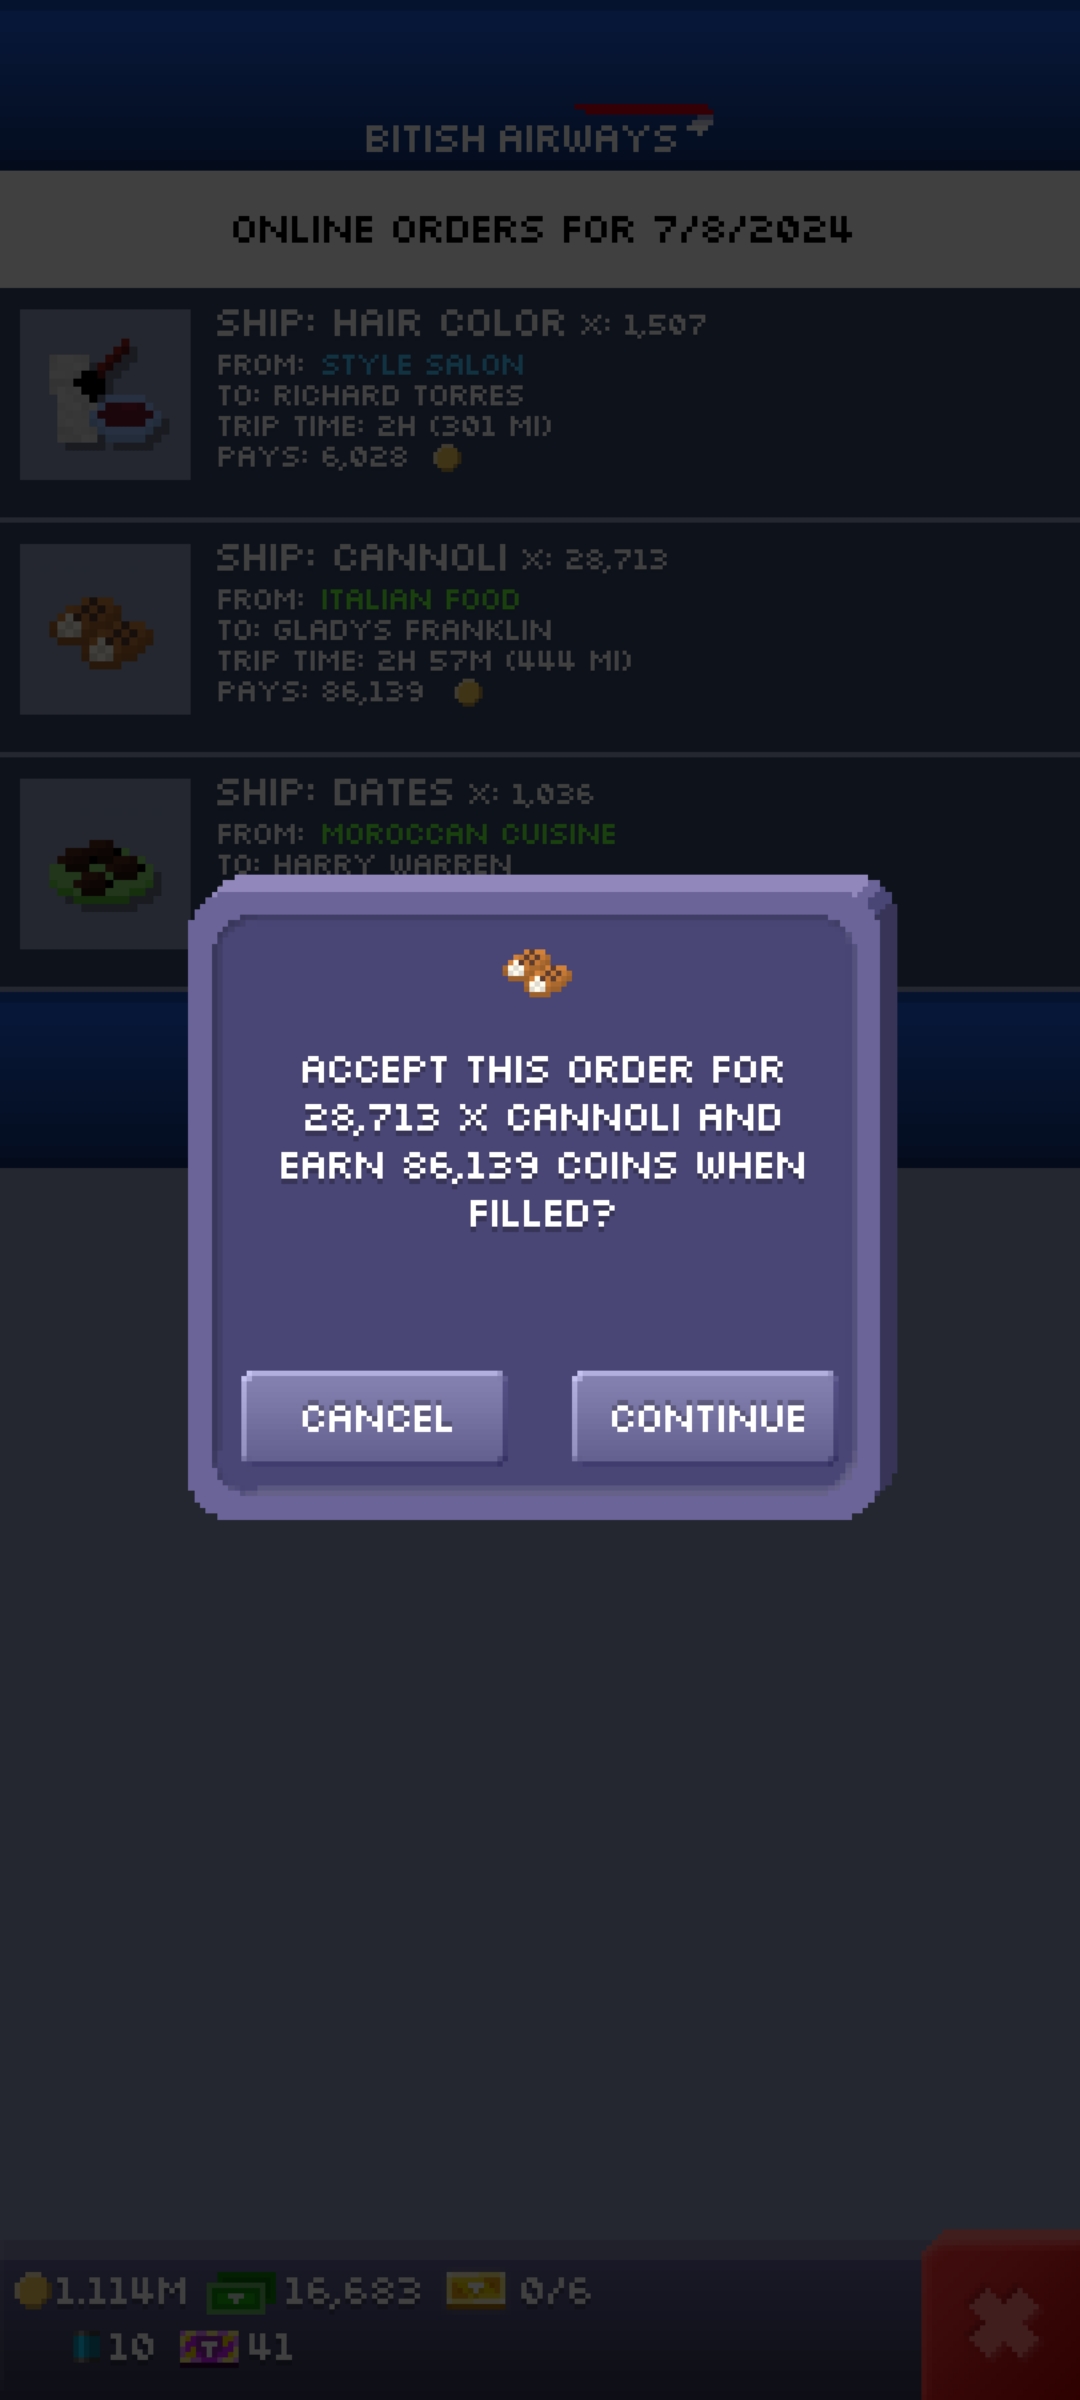 BITISH AIRWAYS
ONLINE ORDERS FOR 7/8/2024
SHIP: HAIR COLOR X: 1,507
FROM: STYLE SALON
TO: RICHARD TORRES
TRIP TIME: 2H (301 MI)
PAYS: 6,028
SHIP: CANNOLI X: 28,713
FROM: ITALIAN FOOD
TO: GLADYS FRANKLIN
TRIP TIME: 2H 57M (444 MI)
PAYS: 86,139
SHIP: DATES X: 1,036
FROM: MOROCCAN CUISINE
TO: HARRY WARREN
ACCEPT THIS ORDER FOR
28,713 X CANNOLI AND
EARN 86,139 COINS WHEN
FILLED?
CANCEL CONTINUE
1.114M 16,683 0/6
10 T 41